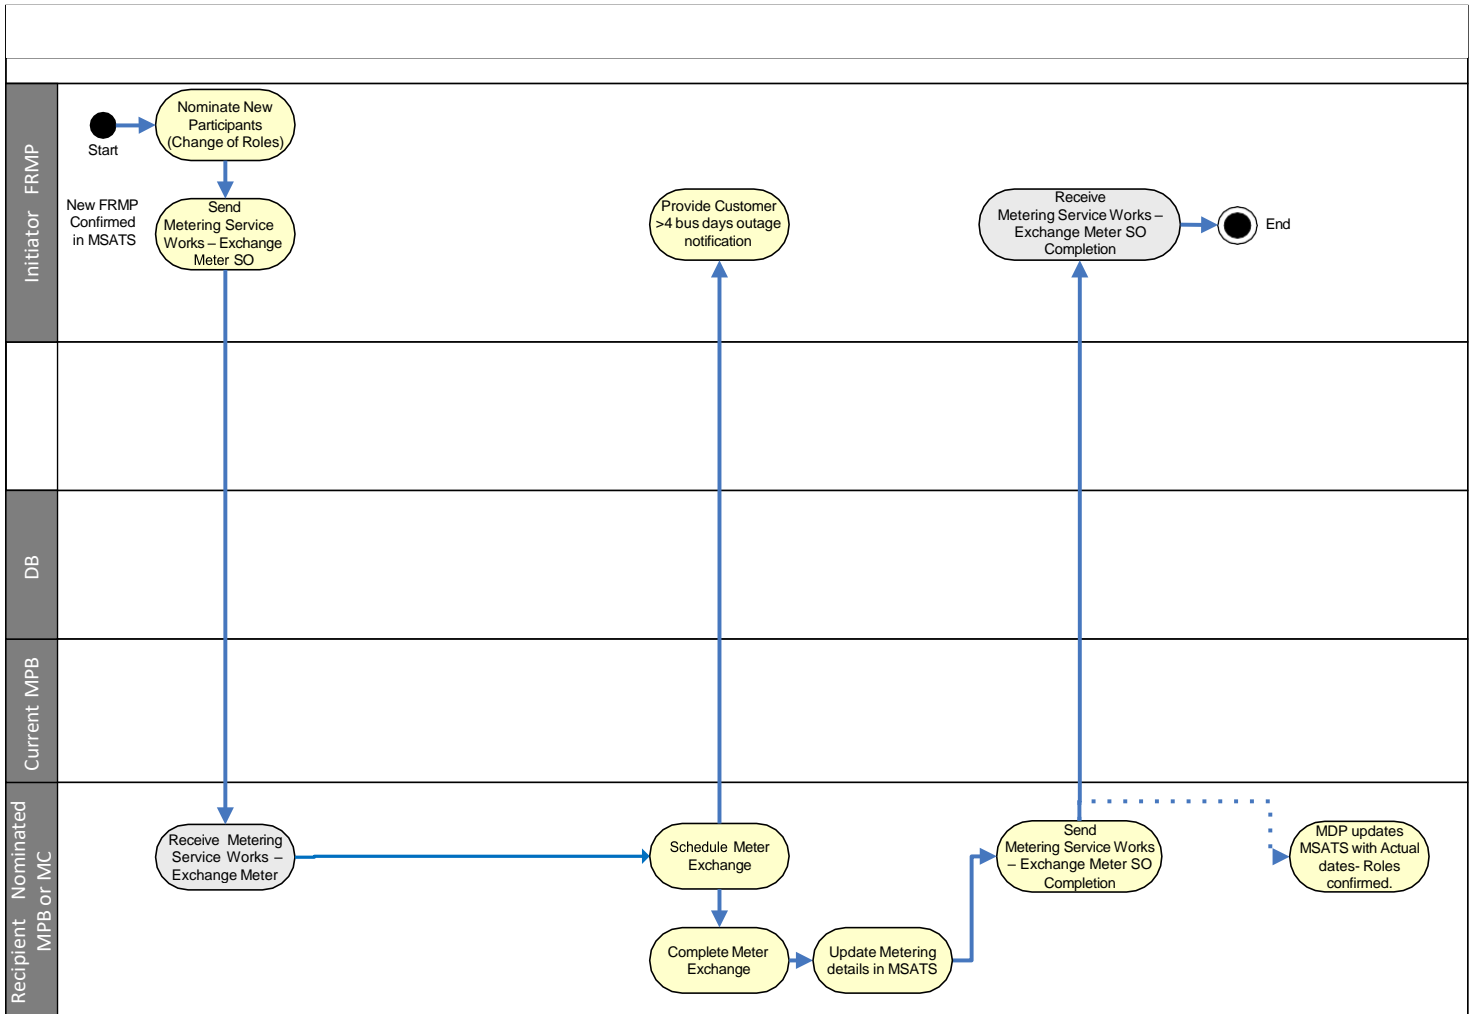 Initiator FRMP
Start
Nominate New
Participants
(Change of Roles)
New FRMP
Confirmed
in MSATS
Send
Metering Service
Works – Exchange
Meter SO
Provide Customer
>4 bus days outage
notification
Receive
Metering Service Works –
Exchange Meter SO
Completion
End
DB
Current MPB
Recipient Nominated
MPB or MC
Receive Metering
Service Works –
Exchange Meter
Schedule Meter
Exchange
Send
Metering Service Works
– Exchange Meter SO
Completion
MDP updates
MSATS with Actual
dates- Roles
confirmed.
Complete Meter
Exchange
Update Metering
details in MSATS